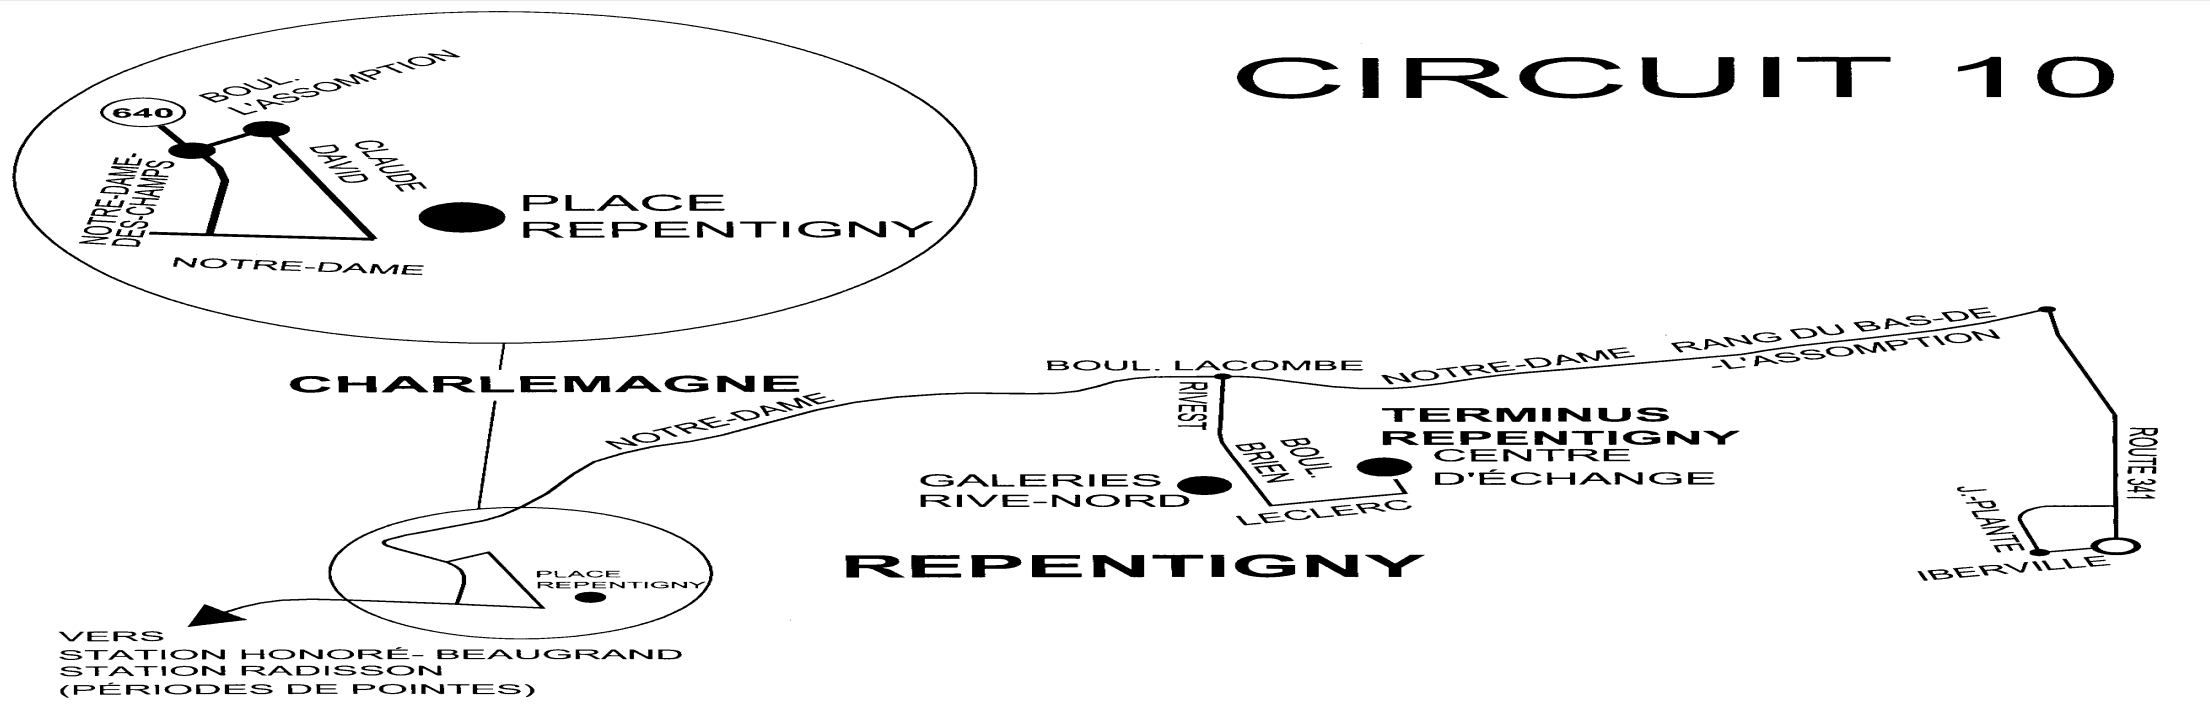 CIRCUIT 10
BOUL.
L'ASSOMPTION
640
CLAUDE
DAVID
NOTRE-DAME-
DES-CHAMPS
PLACE
REPENTIGNY
NOTRE-DAME
CHARLEMAGNE
NOTRE-DAME
BOUL. LACOMBE
NOTRE-DAME
RANG DU BAS-DE
-L'ASSOMPTION
RIVEST
TERMINUS
REPENTIGNY
CENTRE
D'ÉCHANGE
BOUL.
BRIEN
GALERIES
RIVE-NORD
LECLERC
ROUTE 341
J.-PLANTE
IBERVILLE
REPENTIGNY
PLACE
REPENTIGNY
VERS
STATION HONORÉ- BEAUGRAND
STATION RADISSON
(PÉRIODES DE POINTES)